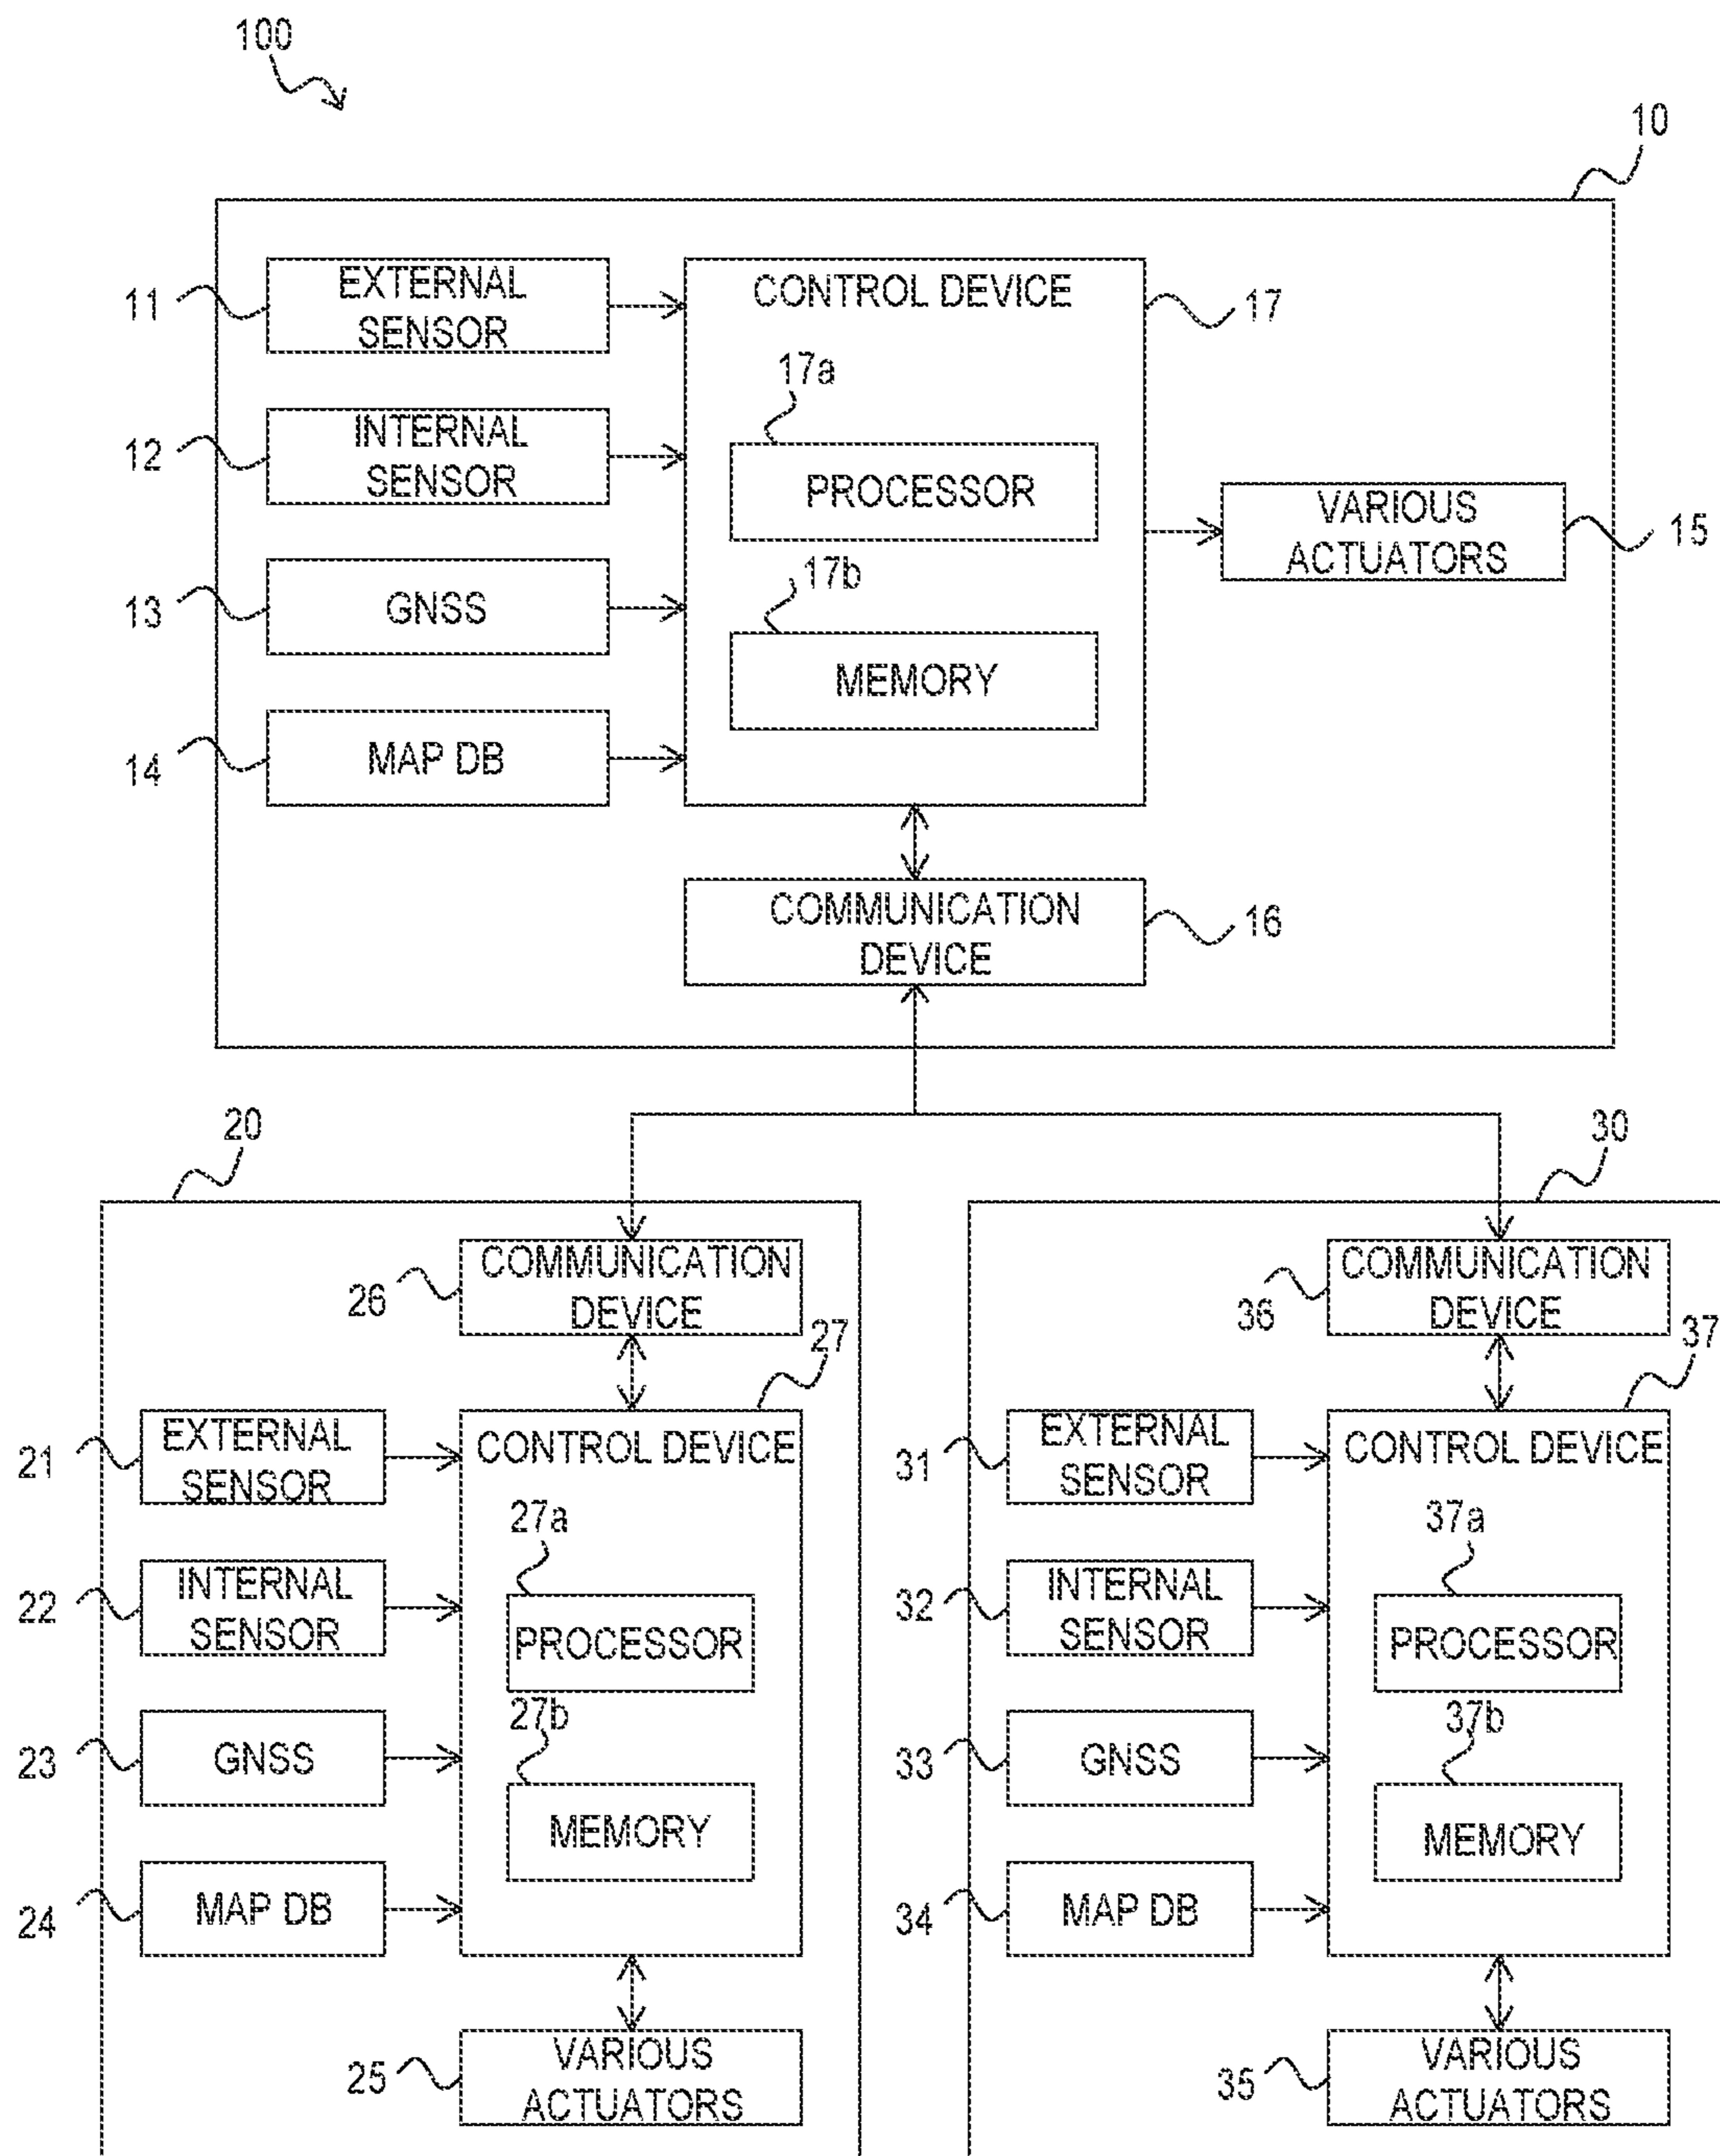 100
10
EXTERNAL
SENSOR
11
CONTROL DEVICE
17
17a
INTERNAL
SENSOR
12
PROCESSOR
VARIOUS
ACTUATORS
15
17b
GNSS
13
MEMORY
MAP DB
14
COMMUNICATION
DEVICE
16
20
COMMUNICATION
DEVICE
26
27
EXTERNAL
SENSOR
21
CONTROL DEVICE
27a
INTERNAL
SENSOR
22
PROCESSOR
27b
GNSS
23
MEMORY
MAP DB
24
VARIOUS
ACTUATORS
25
30
COMMUNICATION
DEVICE
36
37
EXTERNAL
SENSOR
31
CONTROL DEVICE
37a
INTERNAL
SENSOR
32
PROCESSOR
37b
GNSS
33
MEMORY
MAP DB
34
VARIOUS
ACTUATORS
35